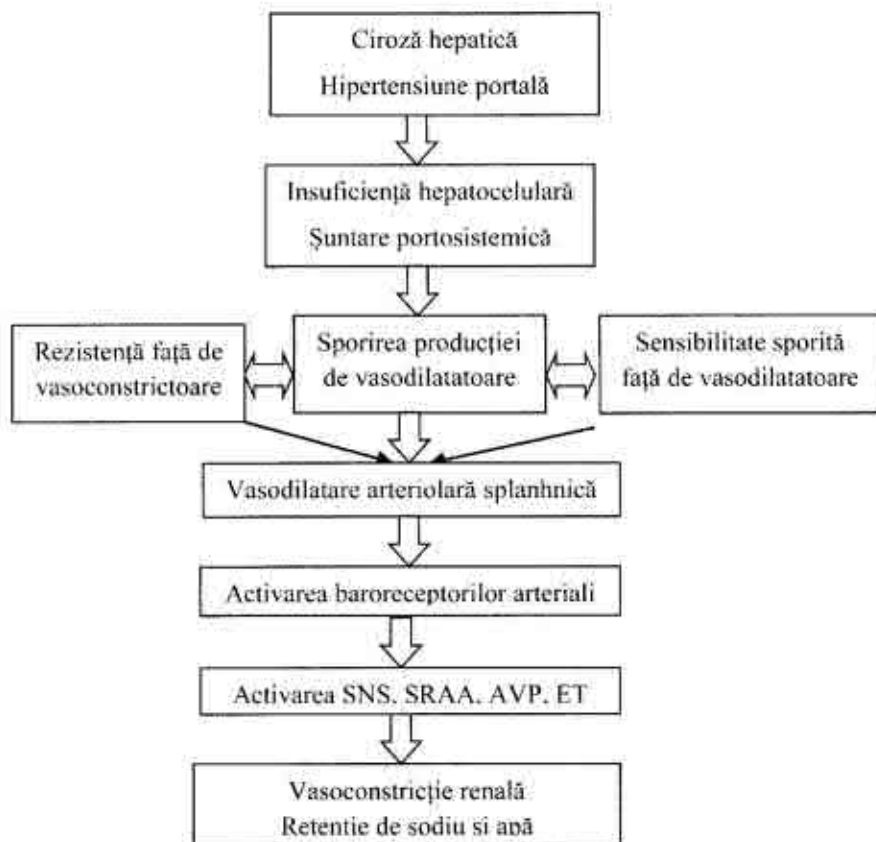 Ciroză hepatică
Hipertensiune portală
Insuficiență hepatocelulară
Șuntare portosistemică
Rezistență față de
vasoconstrictoare
Sporirea producției
de vasodilatatoare
Sensibilitate sporită
față de vasodilatatoare
Vasodilatare arteriolară splanhnică
Activarea baroreceptorilor arteriali
Activarea SNS, SRAA, AVP, ET
Vasoconstricție renală
Retenție de sodiu și apă